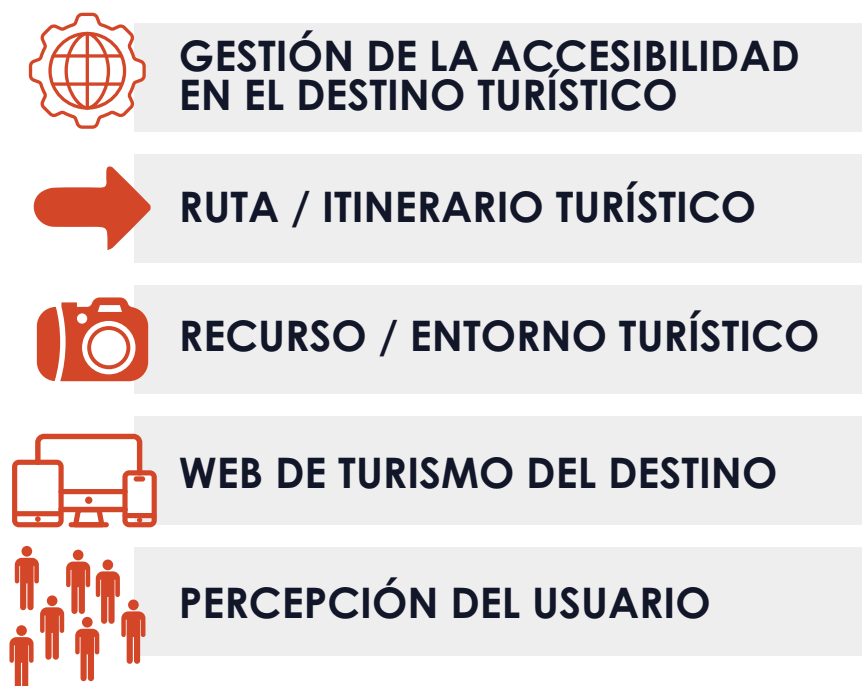 GESTIÓN DE LA ACCESIBILIDAD
EN EL DESTINO TURÍSTICO
RUTA / ITINERARIO TURÍSTICO
RECURSO / ENTORNO TURÍSTICO
WEB DE TURISMO DEL DESTINO
PERCEPCIÓN DEL USUARIO